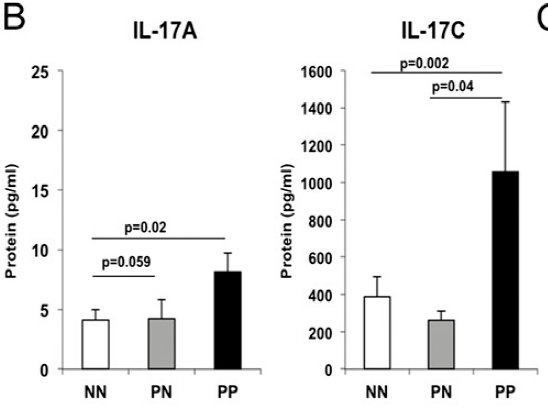 B
IL-17A
Protein (pg/ml)
25
20
15
10
5
0
p=0.02
p=0.059
NN PN PP
IL-17C
Protein (pg/ml)
1600
1400
1200
1000
800
600
400
200
0
p=0.002
p=0.04
NN PN PP